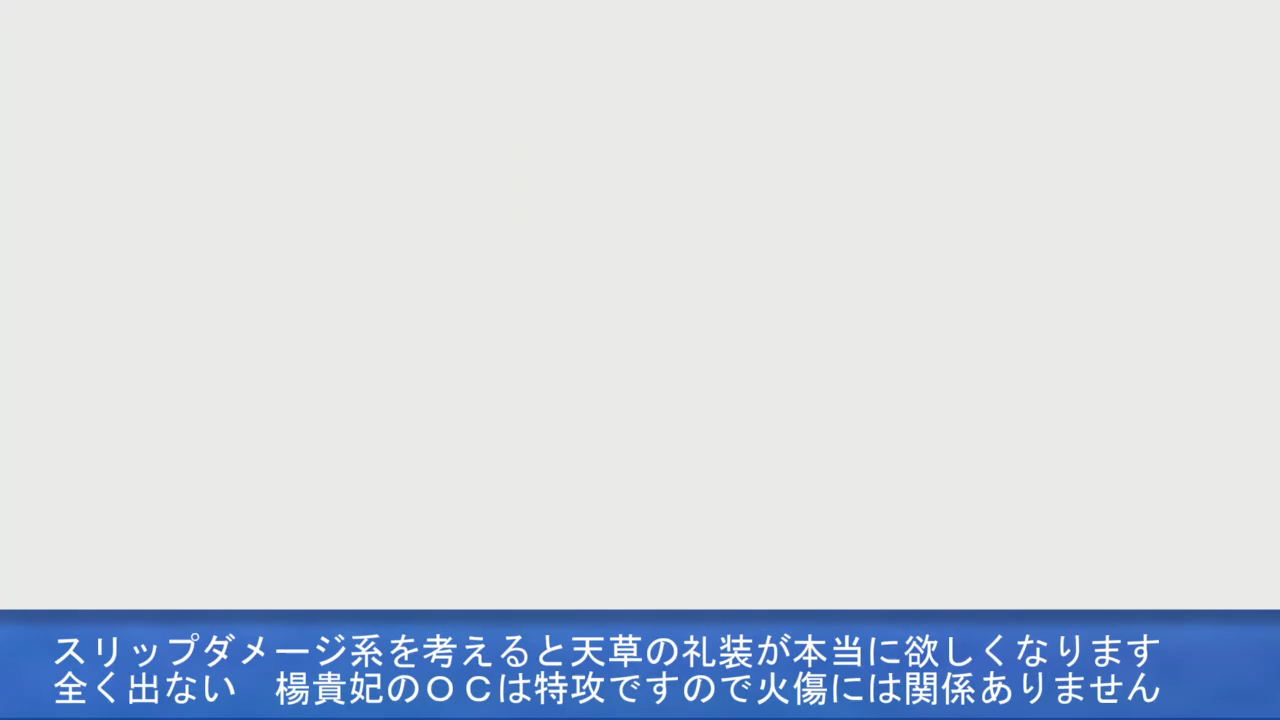 スリップダメージ系を考えると天草の礼装が本当に欲しくなります
全く出ない　楊貴妃のＯＣは特攻ですので火傷には関係ありません